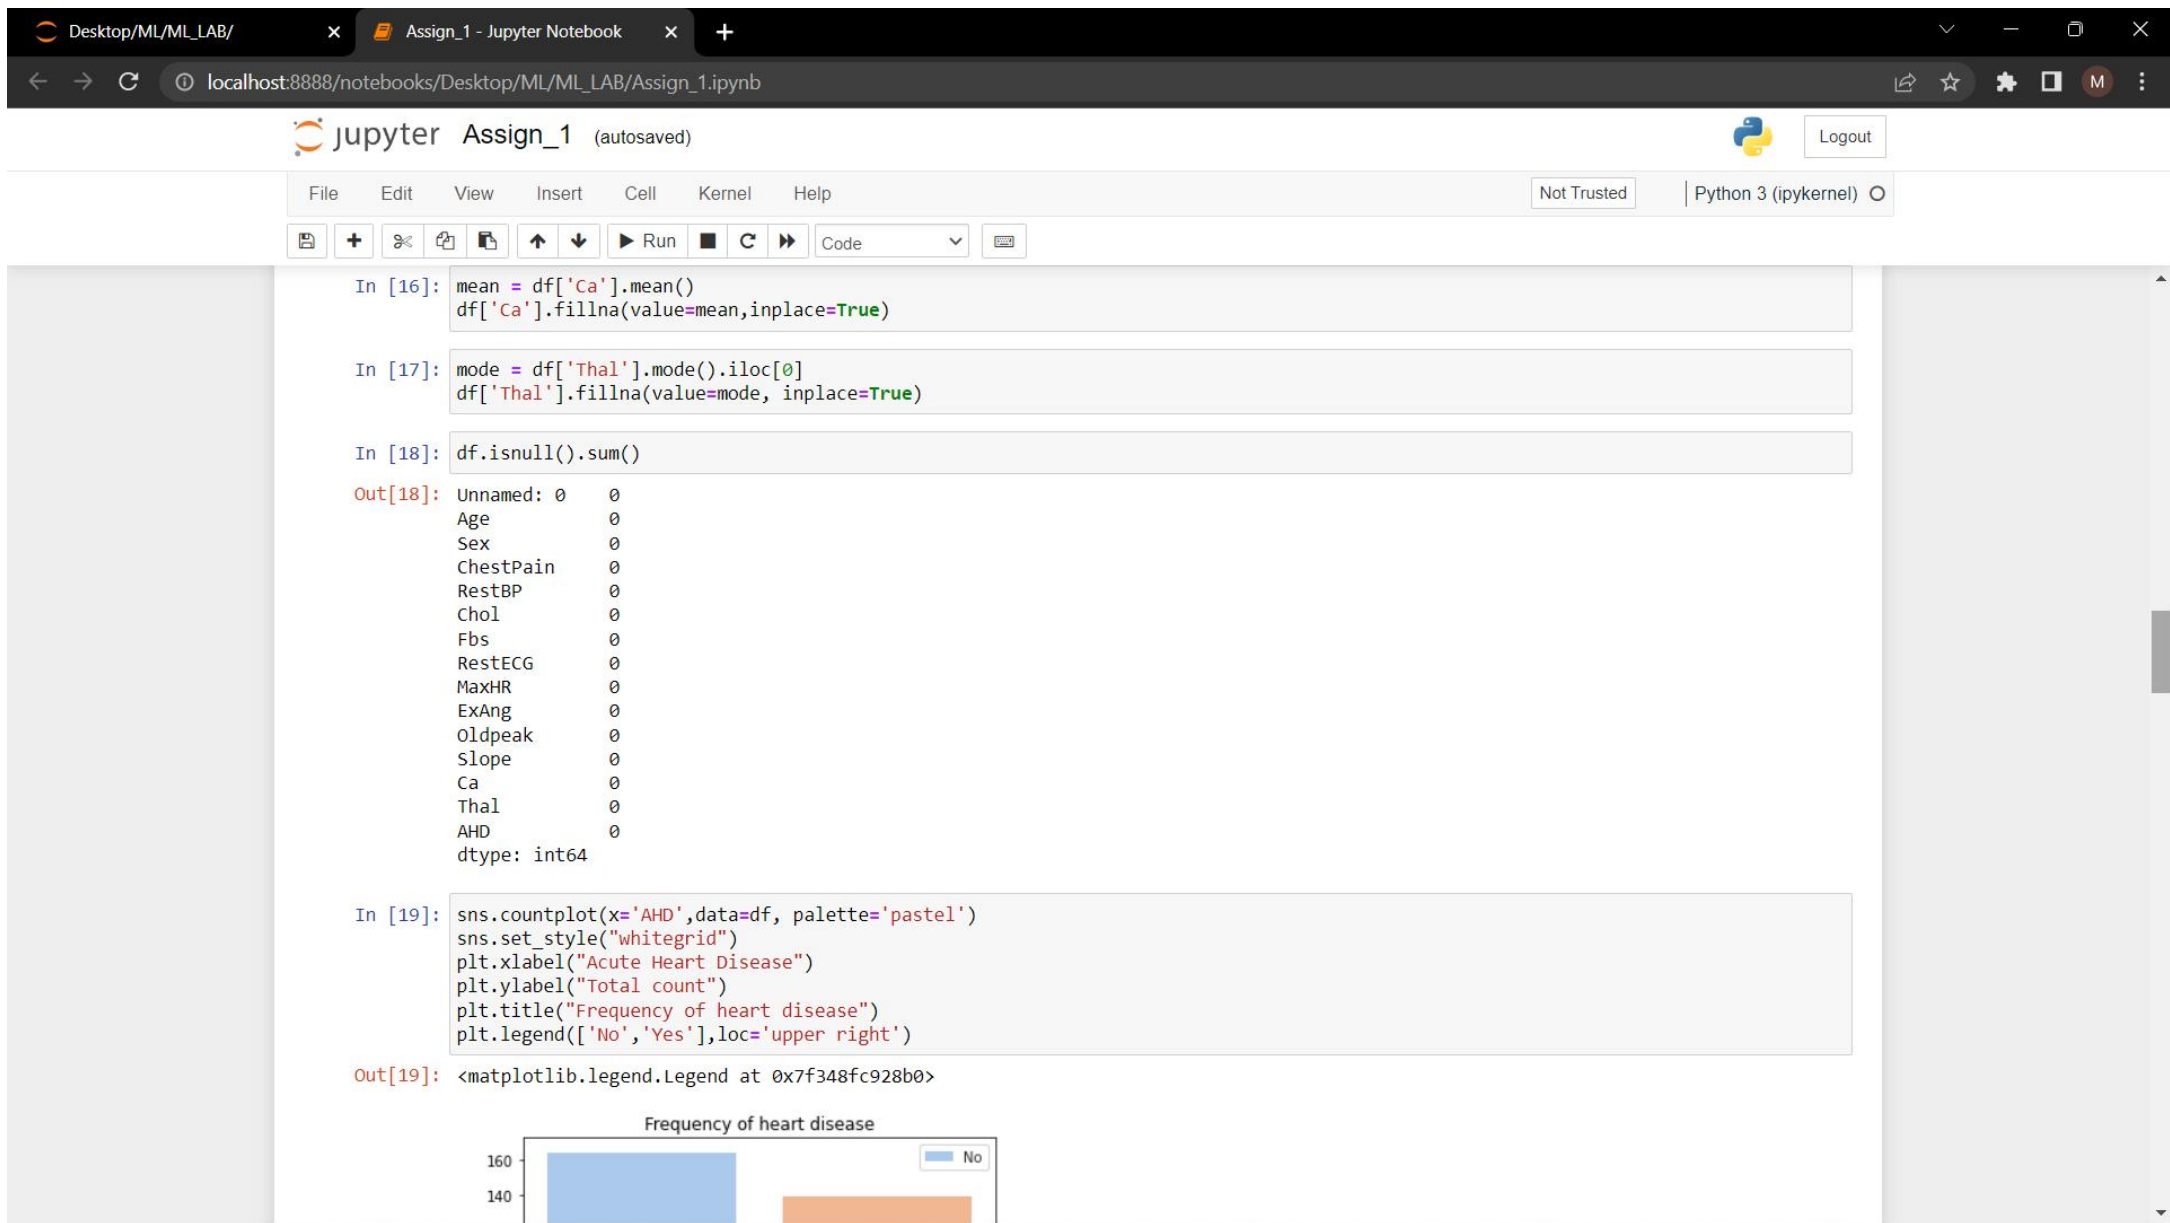 Desktop/ML/ML_LAB/
Assign_1 - Jupyter Notebook
localhost:8888/notebooks/Desktop/ML/ML_LAB/Assign_1.ipynb
M
jupyter Assign_1 (autosaved)
Logout
File Edit View Insert Cell Kernel Help
Not Trusted
Python 3 (ipykernel)
Run
Code
In [16]: mean = df['Ca'].mean()
df['Ca'].fillna(value=mean,inplace=True)
In [17]: mode = df['Thal'].mode().iloc[0]
df['Thal'].fillna(value=mode, inplace=True)
In [18]: df.isnull().sum()
Out[18]: Unnamed: 0    0
Age           0
Sex           0
ChestPain     0
RestBP        0
Chol          0
Fbs           0
RestECG       0
MaxHR         0
ExAng         0
Oldpeak       0
Slope         0
Ca            0
Thal          0
AHD           0
dtype: int64
In [19]: sns.countplot(x='AHD',data=df, palette='pastel')
sns.set_style("whitegrid")
plt.xlabel("Acute Heart Disease")
plt.ylabel("Total count")
plt.title("Frequency of heart disease")
plt.legend(['No','Yes'],loc='upper right')
Out[19]: <matplotlib.legend.Legend at 0x7f348fc928b0>
Frequency of heart disease
160
No
140